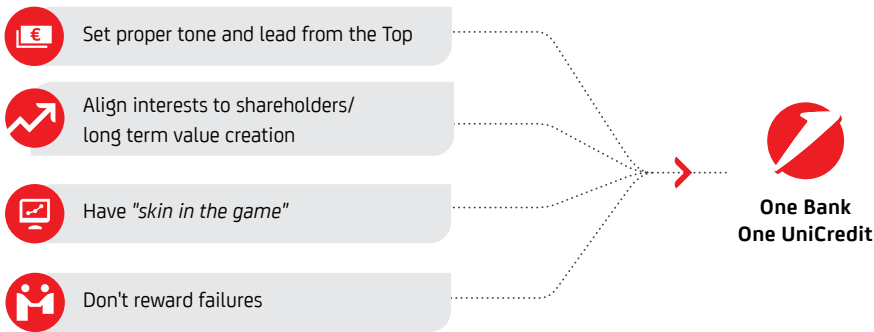 €
Set proper tone and lead from the Top
Align interests to shareholders/
long term value creation
Have "skin in the game"
Don't reward failures
One Bank
One UniCredit